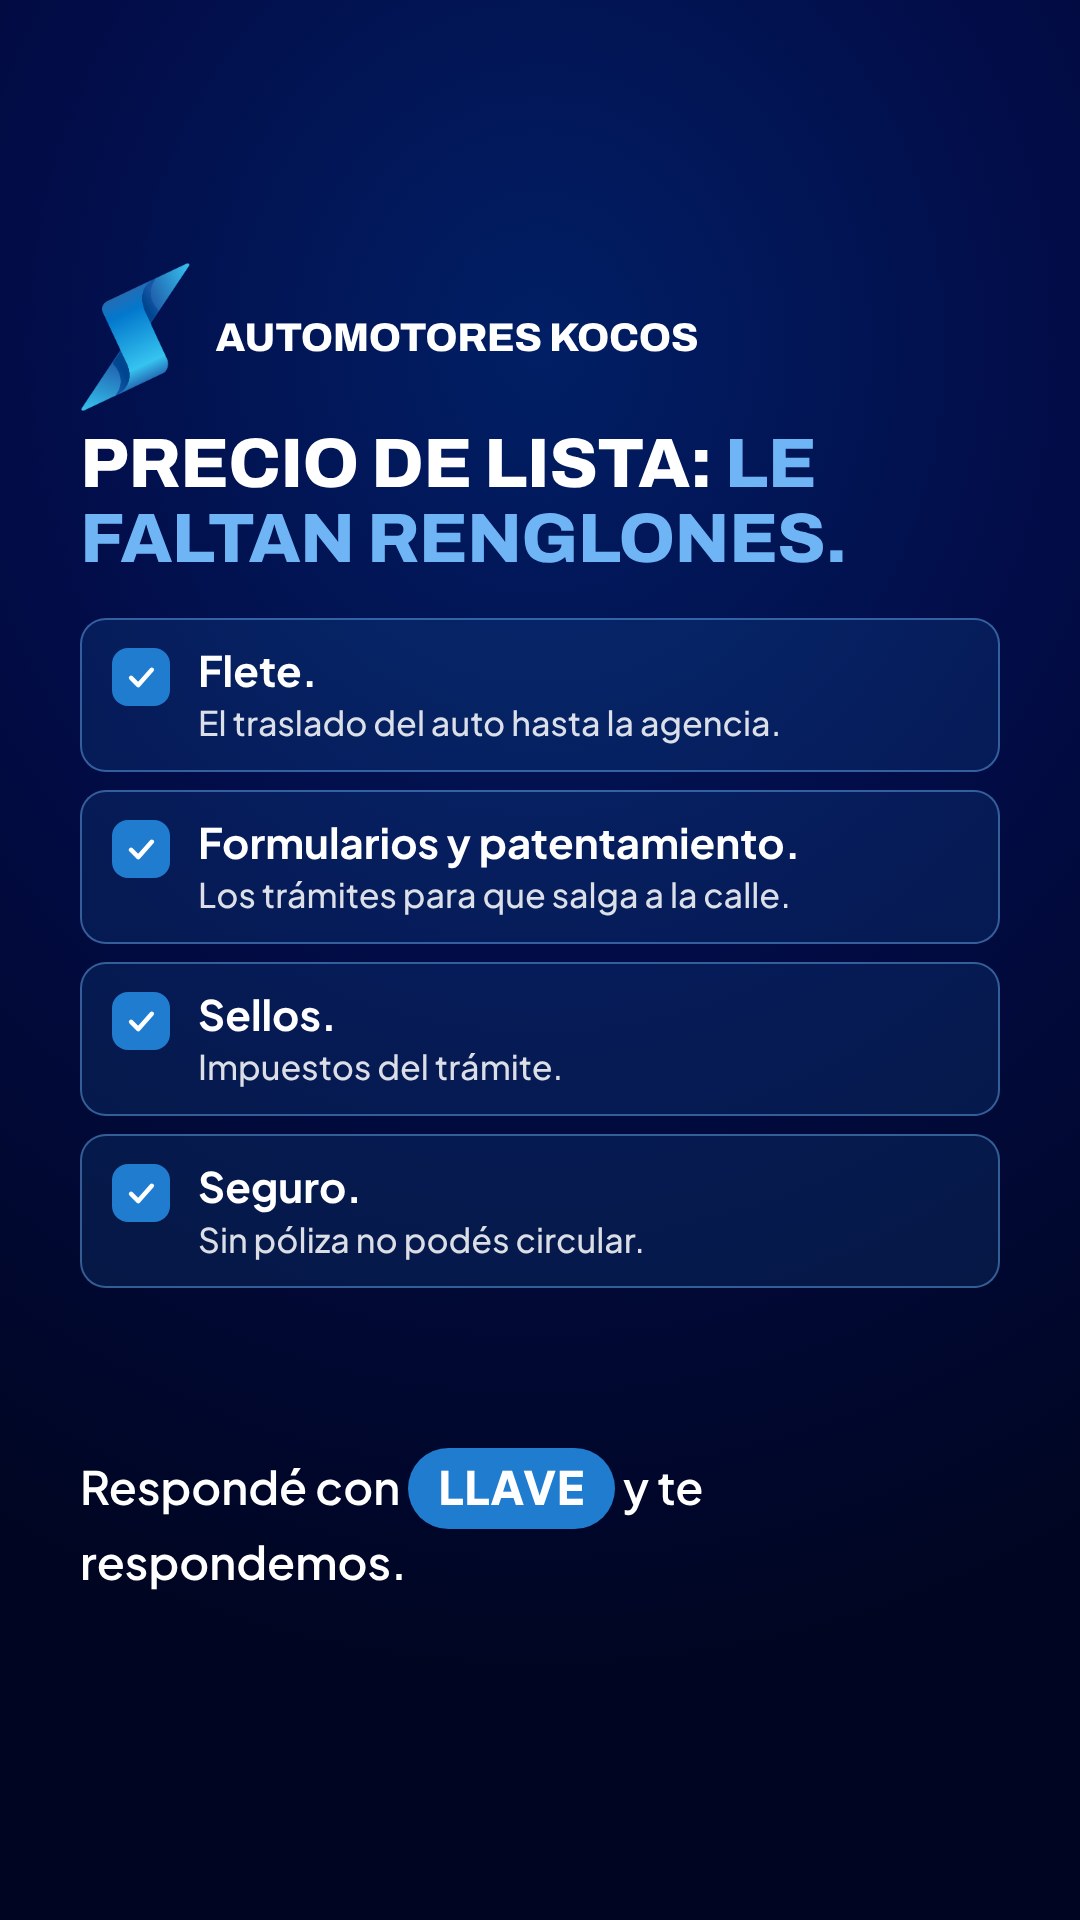 AUTOMOTORES KOCOS
PRECIO DE LISTA: LE
FALTAN RENGLONES.
Flete.
El traslado del auto hasta la agencia.
Formularios y patentamiento.
Los trámites para que salga a la calle.
Sellos.
Impuestos del trámite.
Seguro.
Sin póliza no podés circular.
Respondé con LLAVE y te
respondemos.